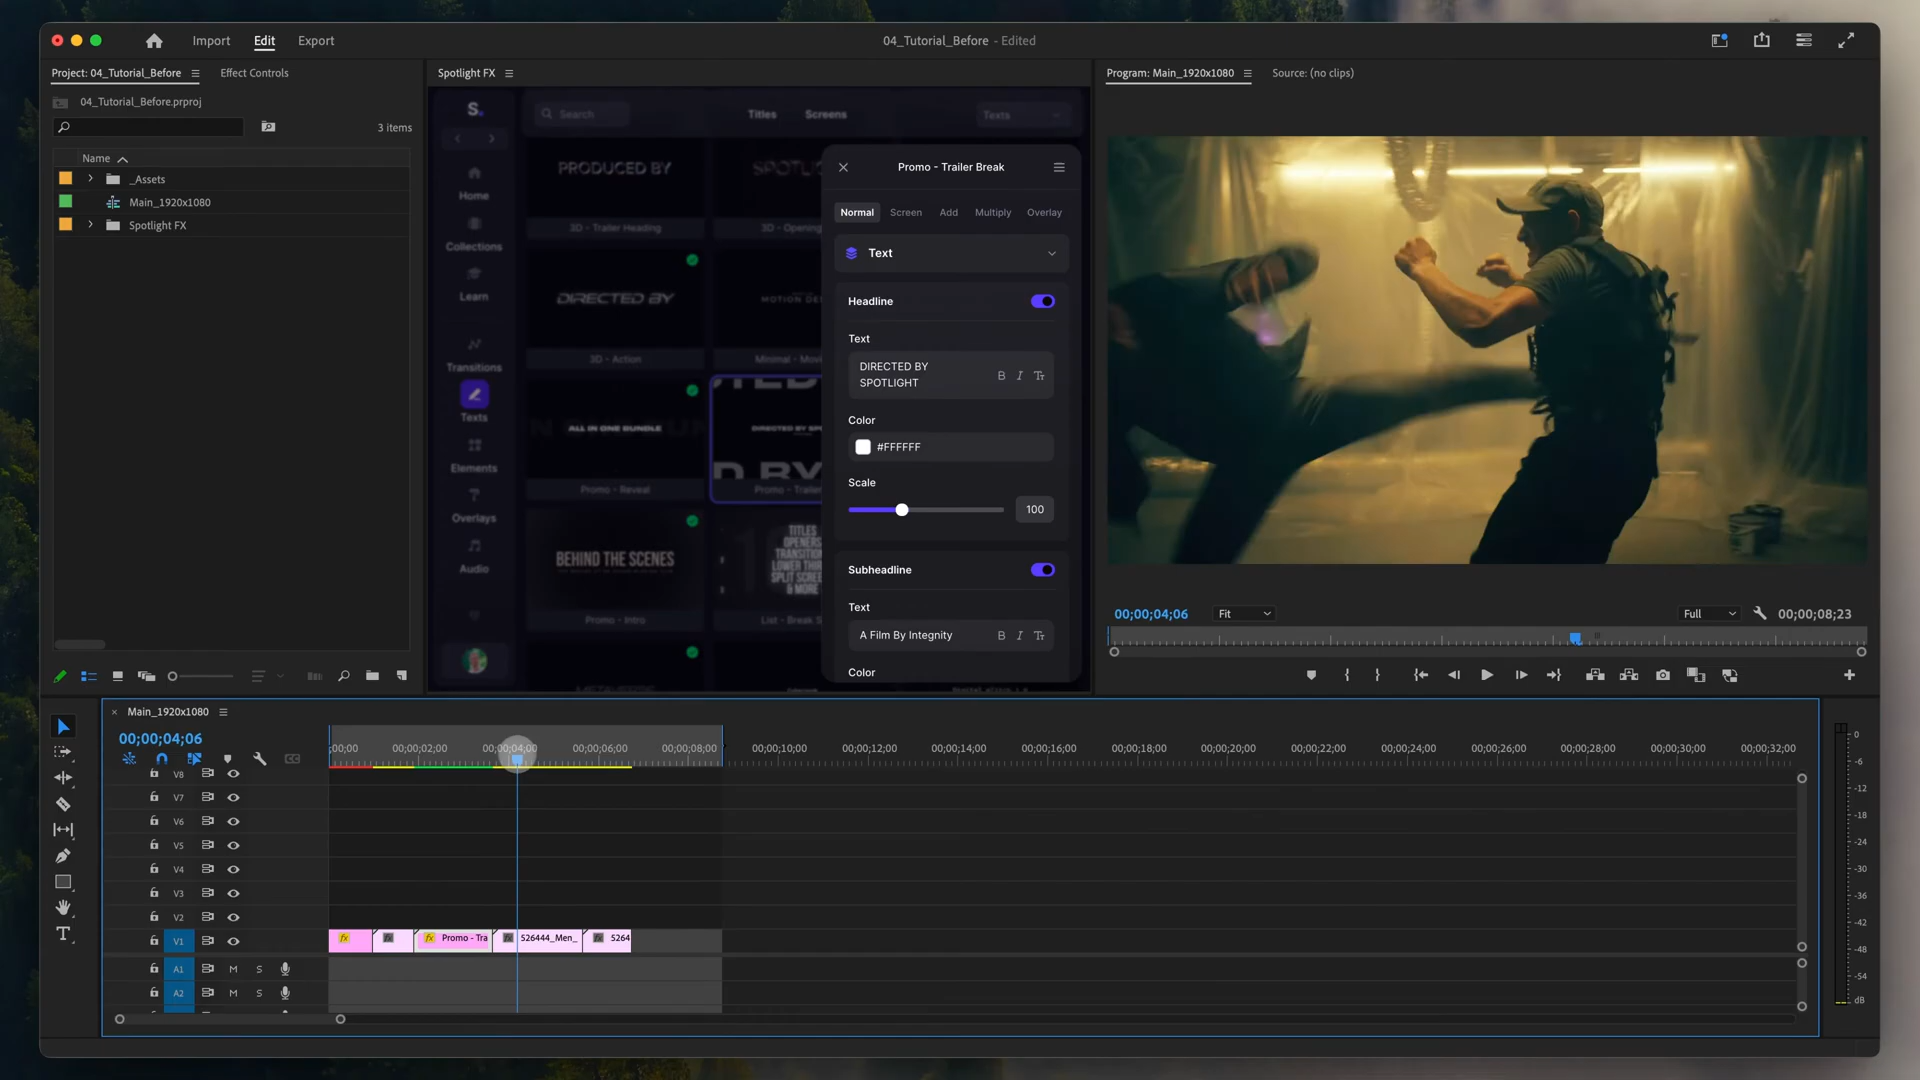 Import
Edit
Export
04_Tutorial_Before - Edited
Project: 04_Tutorial_Before
Effect Controls
04_Tutorial_Before.prproj
3 items
Name
_Assets
Main_1920x1080
Spotlight FX
Spotlight FX
S.
Search
Titles
Screens
Texts
Home
Collections
Learn
Transitions
Texts
Elements
Overlays
Audio
PRODUCED BY
3D - Trailer Heading
3D - Opening
DIRECTED BY
3D - Action
MOTION DE
Minimal - Movi
ALL IN ONE BUNDLE
Promo - Reveal
DIRECTED BY SPO
D BY
Promo - Trailer
BEHIND THE SCENES
Promo - Intro
TITLES
OPENERS
TRANSITION
LOWER THIR
SPLIT SCREE
& MORE
List - Break S
Promo - Trailer Break
Normal
Screen
Add
Multiply
Overlay
Text
Headline
Text
DIRECTED BY
SPOTLIGHT
B I Tт
Color
#FFFFFF
Scale
100
Subheadline
Text
A Film By Integnity
B I Tт
Color
Program: Main_1920x1080
Source: (no clips)
00;00;04;06
Fit
Full
00;00;08;23
Main_1920x1080
00;00;04;06
;00;00
00;00;02;00
00;00;04;00
00;00;06;00
00;00;08;00
00;00;10;00
00;00;12;00
00;00;14;00
00;00;16;00
00;00;18;00
00;00;20;00
00;00;22;00
00;00;24;00
00;00;26;00
00;00;28;00
00;00;30;00
00;00;32;00
V8
V7
V6
V5
V4
V3
V2
V1
fx
fx
fx Promo - Tra
fx 526444_Men_
fx 5264
A1 M S
A2 M S
0
-6
-12
-18
-24
-30
-36
-42
-48
-54
dB